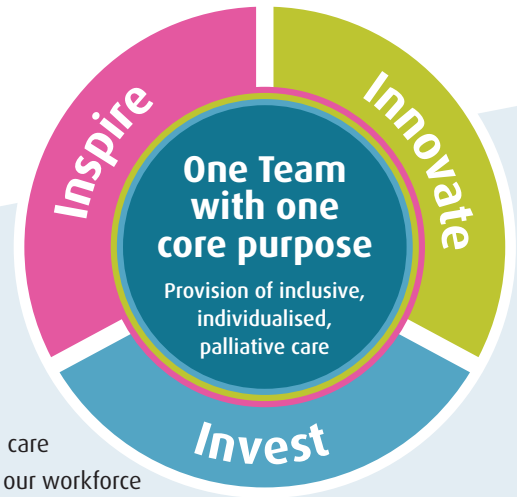 Inspire
Innovate
One Team
with one
core purpose
Provision of inclusive,
individualised,
palliative care
Invest
care
our workforce